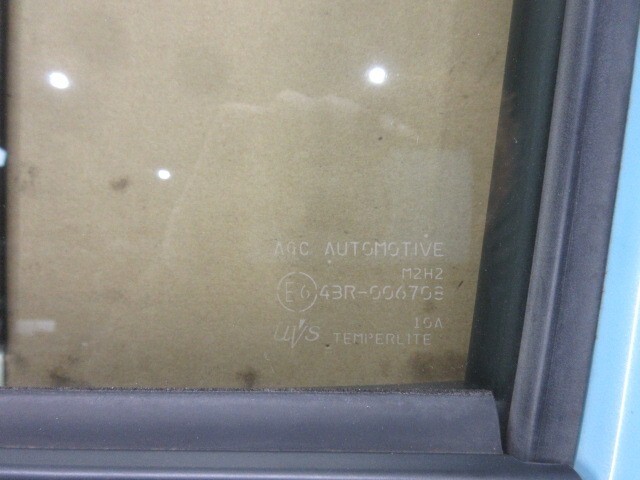 AGC AUTOMOTIVE
M2H2
E6 43R-006708
10A
UVS TEMPERLITE